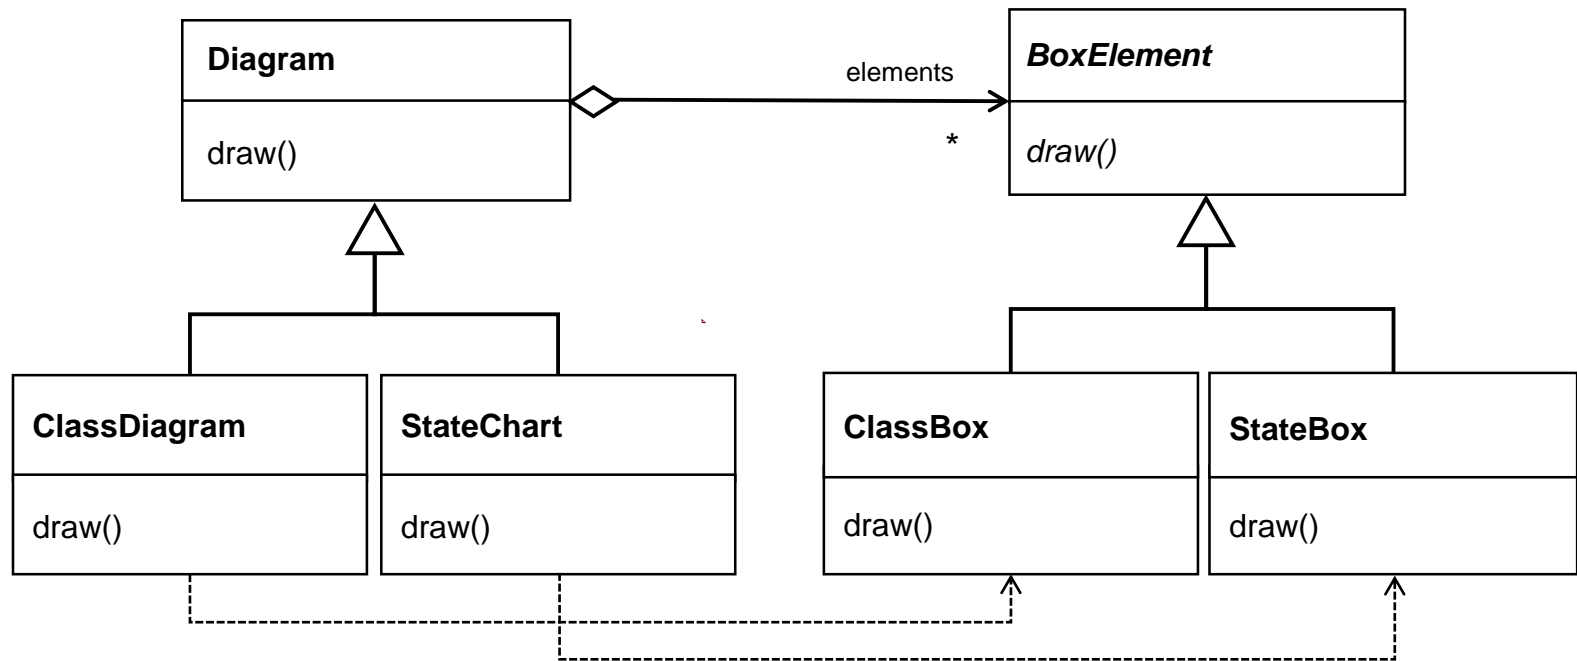 Diagram
draw()
elements
*
BoxElement
draw()
ClassDiagram
draw()
StateChart
draw()
ClassBox
draw()
StateBox
draw()